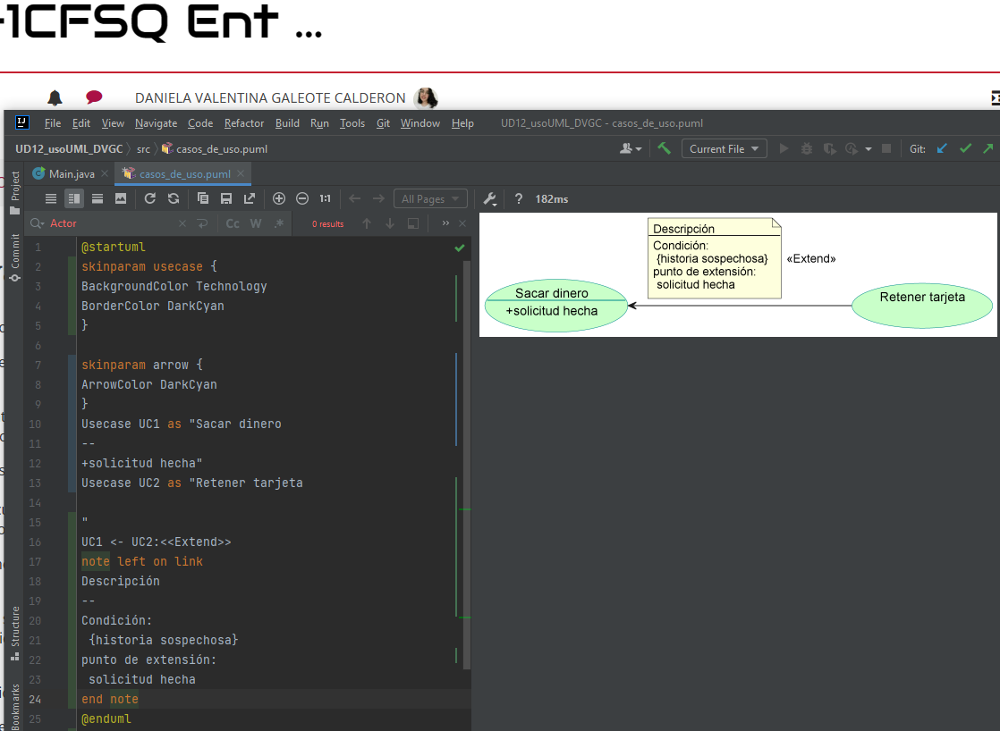 -1CFSQ Ent ...
DANIELA VALENTINA GALEOTE CALDERON
IJ File Edit View Navigate Code Refactor Build Run Tools Git Window Help UD12_usoUML_DVGC - casos_de_uso.puml
UD12_usoUML_DVGC src casos_de_uso.puml Current File Git:
Main.java casos_de_uso.puml
1:1 All Pages ? 182ms
Actor Cc W .* 0 results
Project
Commit
Structure
Bookmarks
1 @startuml
2 skinparam usecase {
3 BackgroundColor Technology
4 BorderColor DarkCyan
5 }
6
7 skinparam arrow {
8 ArrowColor DarkCyan
9 }
10 Usecase UC1 as "Sacar dinero
11 --
12 +solicitud hecha"
13 Usecase UC2 as "Retener tarjeta
14
15 "
16 UC1 <- UC2:<<Extend>>
17 note left on link
18 Descripción
19 --
20 Condición:
21 {historia sospechosa}
22 punto de extensión:
23 solicitud hecha
24 end note
25 @enduml
Descripción
Condición:
{historia sospechosa}
punto de extensión:
solicitud hecha
«Extend»
Sacar dinero
+solicitud hecha
Retener tarjeta